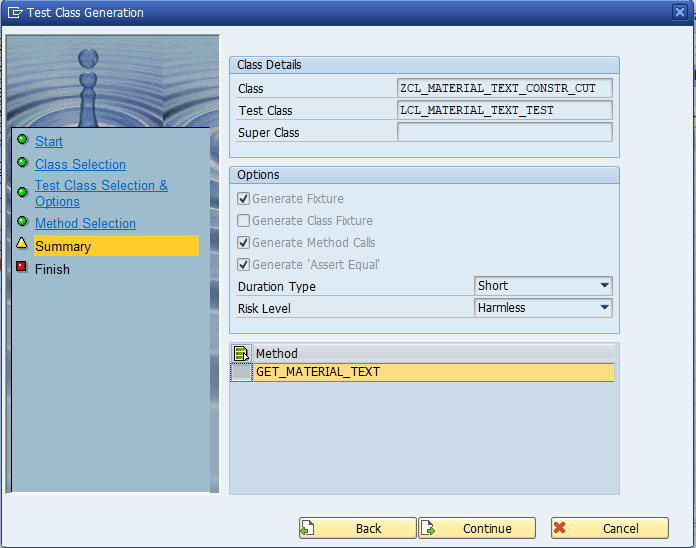 Test Class Generation
Start
Class Selection
Test Class Selection &
Options
Method Selection
Summary
Finish
Class Details
Class ZCL_MATERIAL_TEXT_CONSTR_CUT
Test Class LCL_MATERIAL_TEXT_TEST
Super Class
Options
Generate Fixture
Generate Class Fixture
Generate Method Calls
Generate 'Assert Equal'
Duration Type Short
Risk Level Harmless
Method
GET_MATERIAL_TEXT
Back Continue Cancel